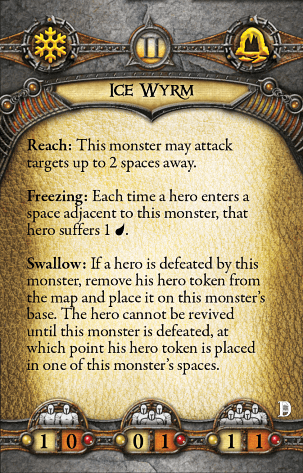 II
ICE WYRM
Reach: This monster may attack
targets up to 2 spaces away.
Freezing: Each time a hero enters a
space adjacent to this monster, that
hero suffers 1 .
Swallow: If a hero is defeated by this
monster, remove his hero token from
the map and place it on this monster's
base. The hero cannot be revived
until this monster is defeated, at
which point his hero token is placed
in one of this monster's spaces.
D
1 0 0 1 1 1